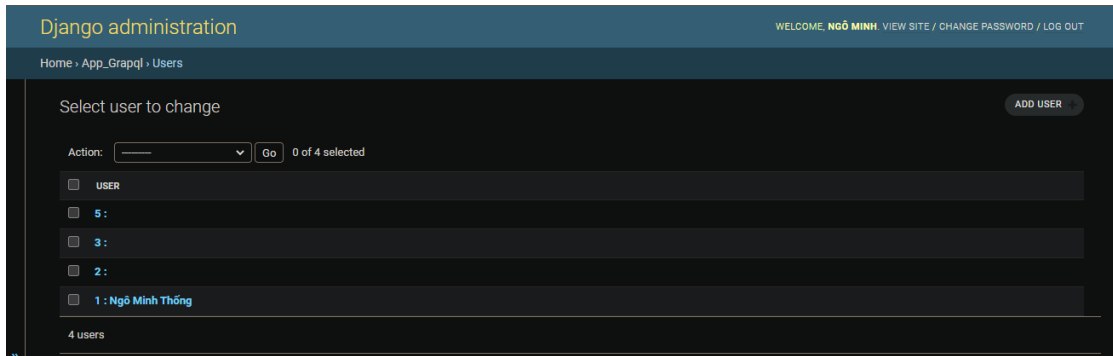 Django administration
WELCOME, NGÔ MINH. VIEW SITE / CHANGE PASSWORD / LOG OUT
Home › App_Grapql › Users
Select user to change
ADD USER +
Action: --------- Go 0 of 4 selected
USER
5 :
3 :
2 :
1 : Ngô Minh Thống
4 users
»